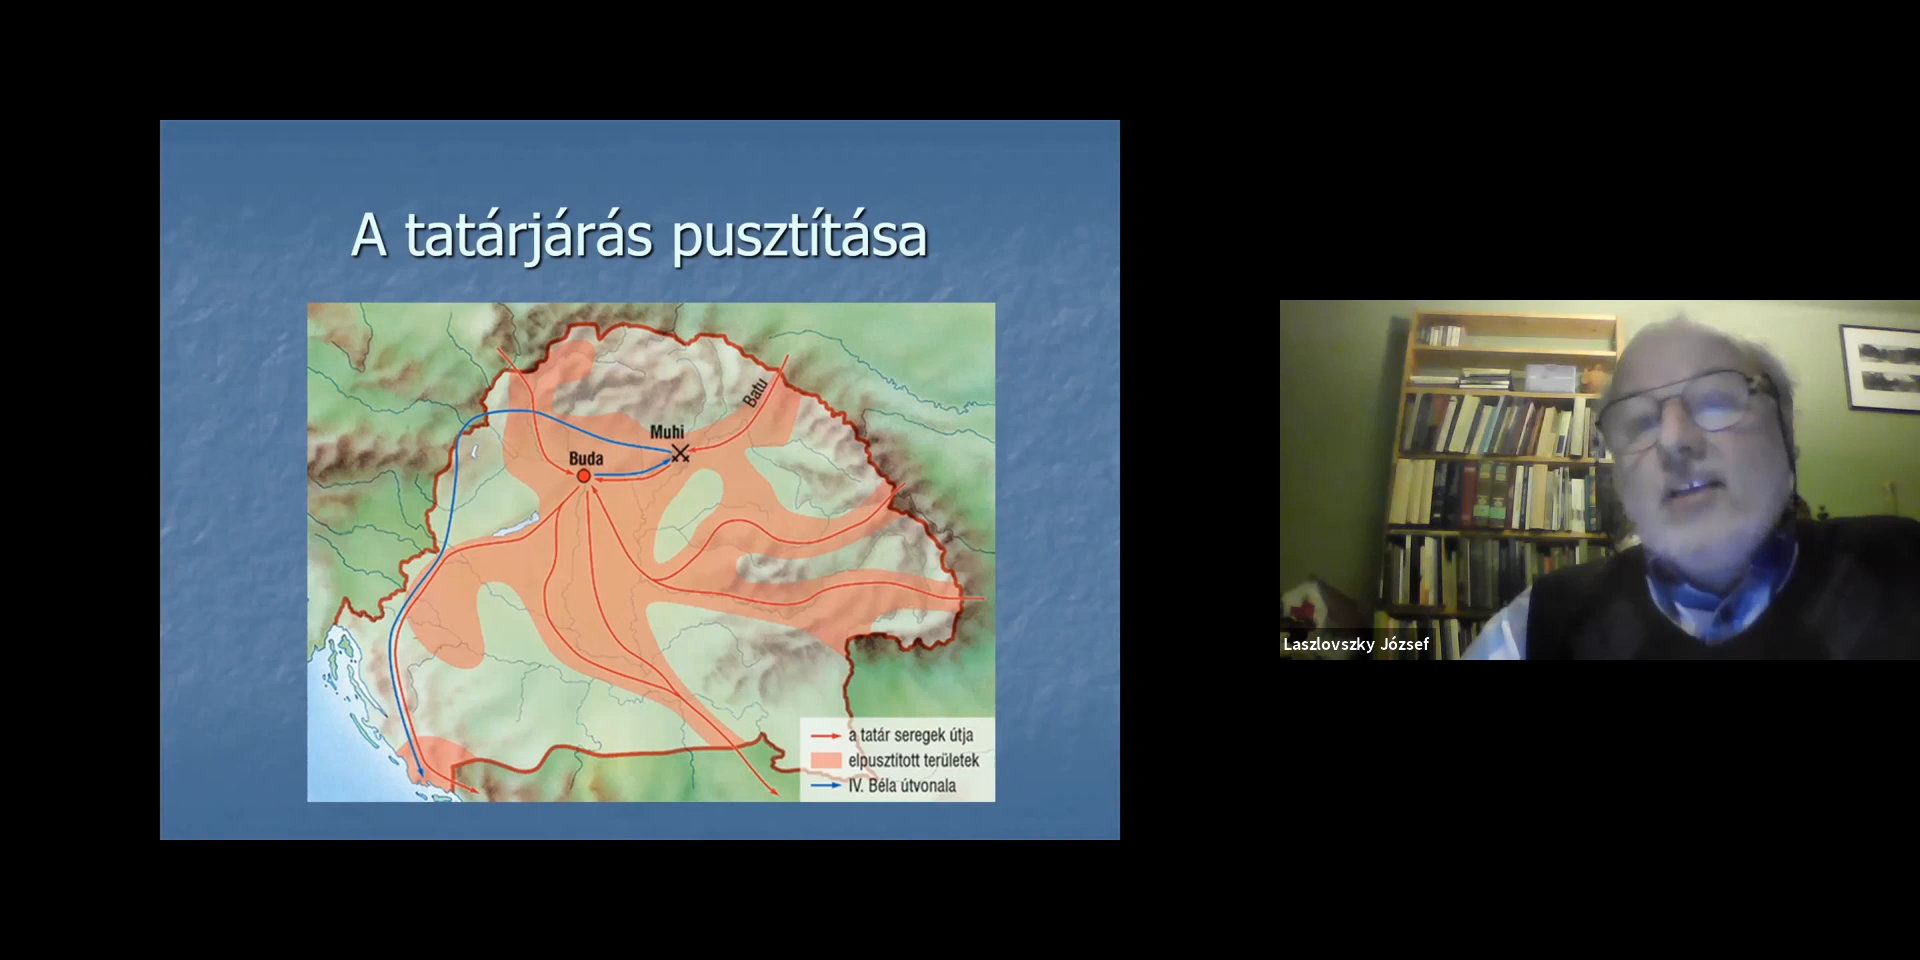 A tatárjárás pusztítása
Batu
Muhi
Buda
a tatár seregek útja
elpusztított területek
IV. Béla útvonala
Laszlovszky József